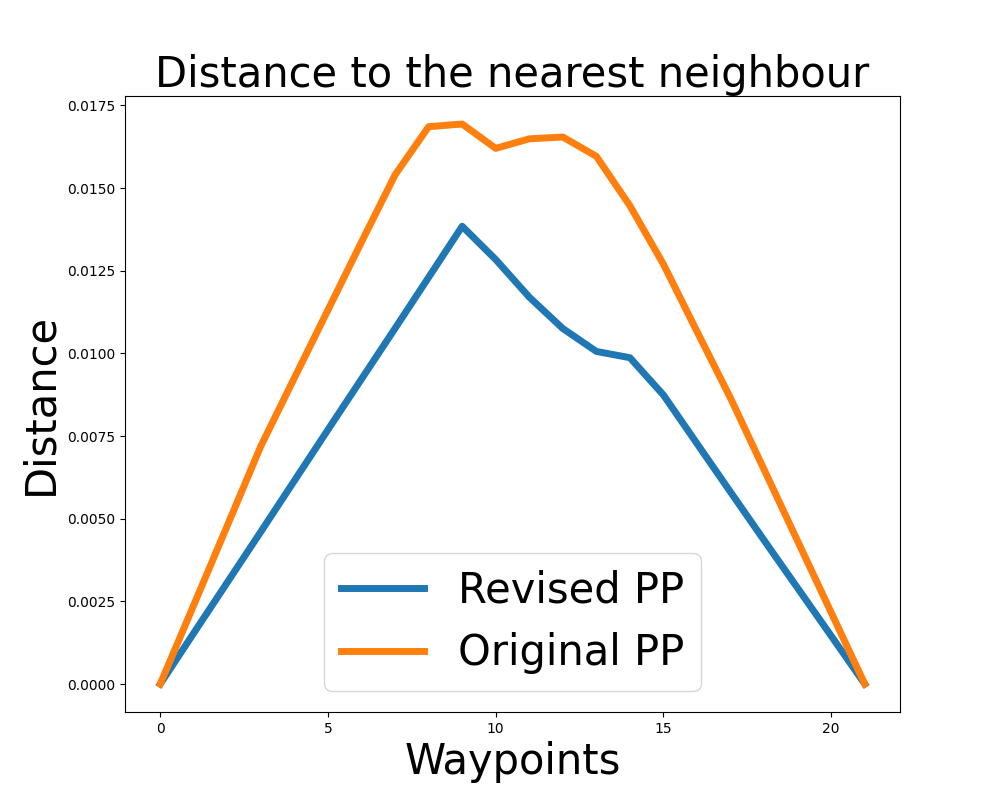 Distance to the nearest neighbour
0.0175
0.0150
0.0125
0.0100
0.0075
0.0050
0.0025
0.0000
Distance
Revised PP
Original PP
0 5 10 15 20
Waypoints